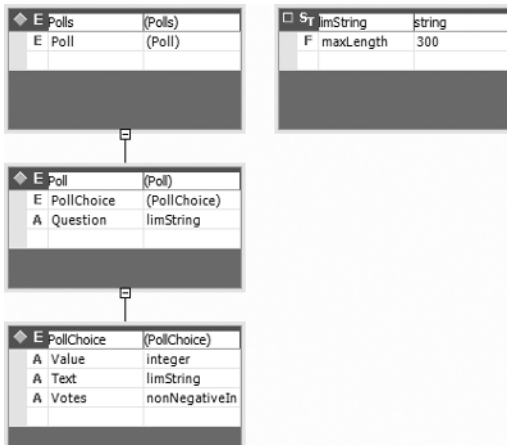 E Polls (Polls)
E Poll (Poll)
ST limString string
F maxLength 300
E Poll (Poll)
E PollChoice (PollChoice)
A Question limString
E PollChoice (PollChoice)
A Value integer
A Text limString
A Votes nonNegativeIn